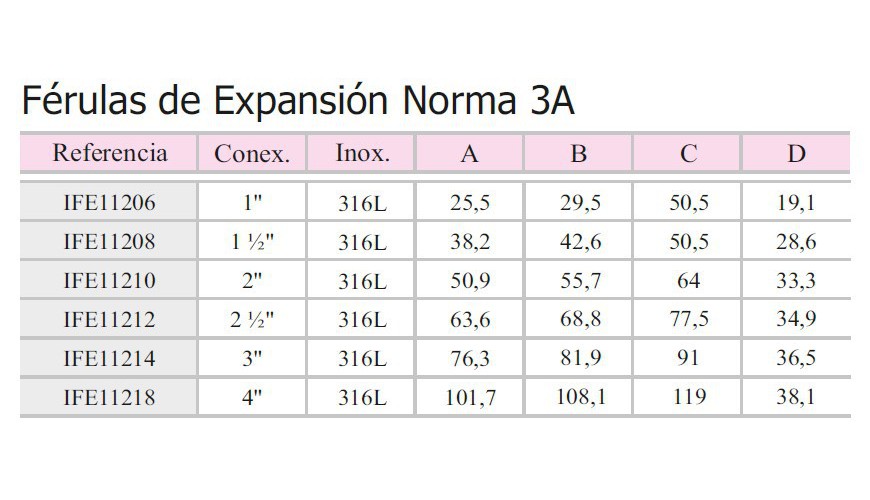 Férulas de Expansión Norma 3A
Referencia Conex. Inox. A B C D
IFE11206 1" 316L 25,5 29,5 50,5 19,1
IFE11208 1 ½" 316L 38,2 42,6 50,5 28,6
IFE11210 2" 316L 50,9 55,7 64 33,3
IFE11212 2 ½" 316L 63,6 68,8 77,5 34,9
IFE11214 3" 316L 76,3 81,9 91 36,5
IFE11218 4" 316L 101,7 108,1 119 38,1